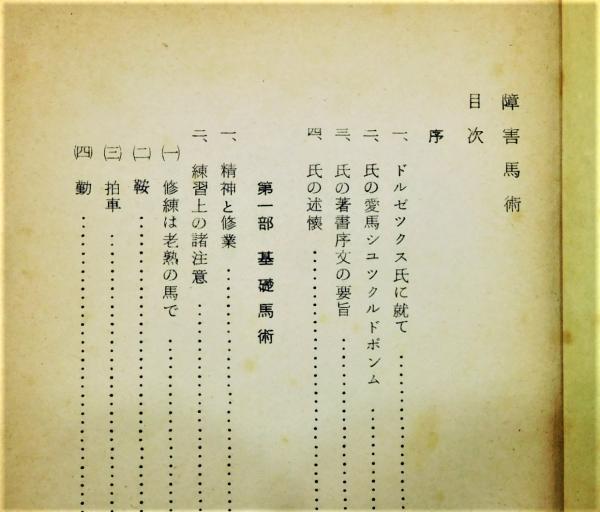 障害馬術
目次
序
一、ドルゼツクス氏に就て
二、氏の愛馬シユツクルドボンム
三、氏の著書序文の要旨
四、氏の述懐
第一部 基礎馬術
一、精神と修業
二、練習上の諸注意
㈠ 修練は老熟の馬で
㈡ 鞍
㈢ 拍車
㈣ 勤